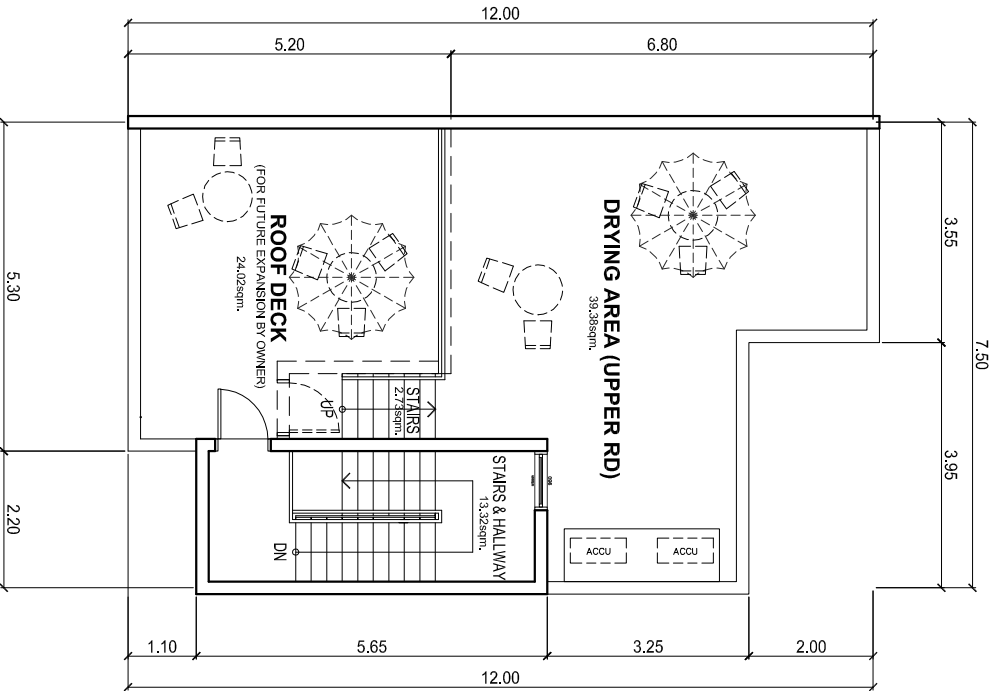 12.00
5.20
6.80
ROOF DECK
(FOR FUTURE EXPANSION BY OWNER)
24.02sqm.
DRYING AREA (UPPER RD)
39.38sqm.
5.30
2.20
3.55
3.95
7.50
STAIRS
2.73sqm.
UP
STAIRS & HALLWAY
13.32sqm.
DN
ACCU
ACCU
1.10
5.65
3.25
2.00
12.00